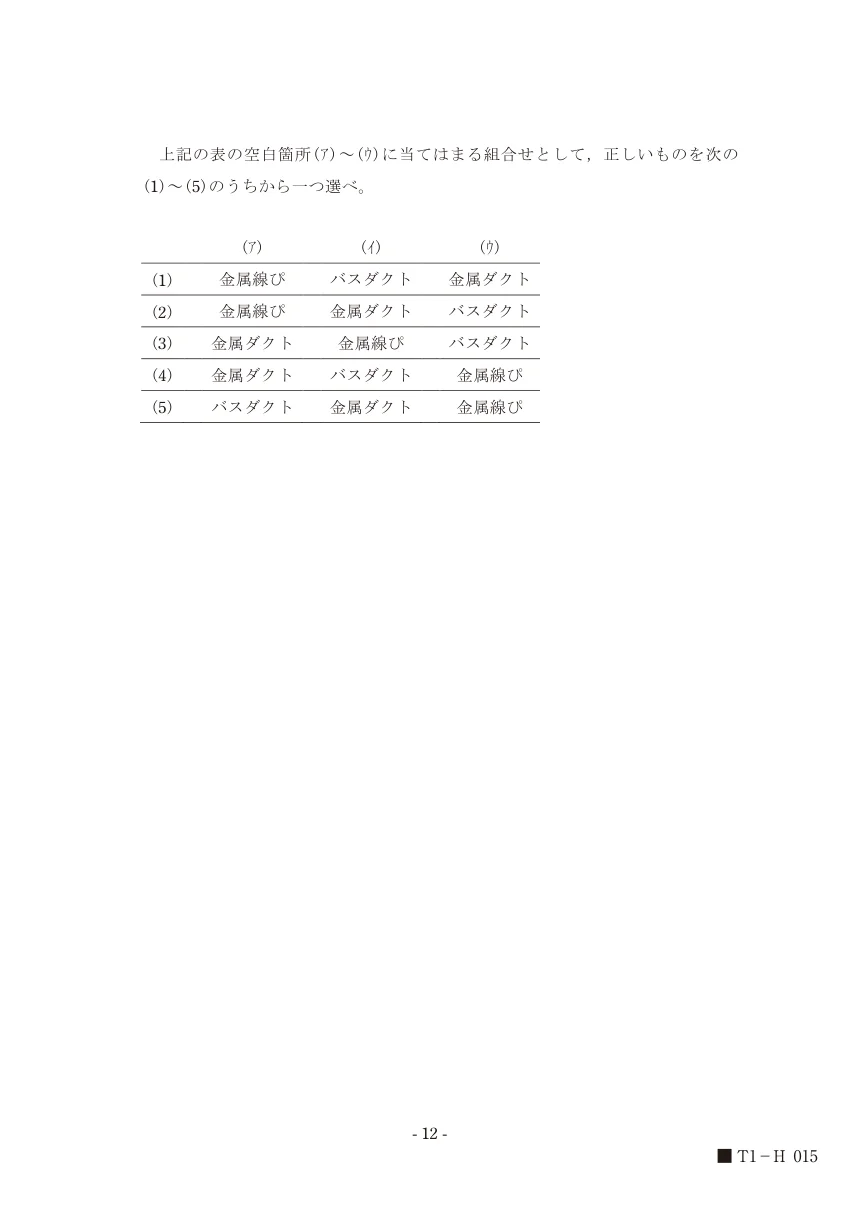 上記の表の空白箇所(ｱ)～(ｳ)に当てはまる組合せとして，正しいものを次の
(1)～(5)のうちから一つ選べ。
(ｱ) (ｲ) (ｳ)
(1) 金属線ぴ バスダクト 金属ダクト
(2) 金属線ぴ 金属ダクト バスダクト
(3) 金属ダクト 金属線ぴ バスダクト
(4) 金属ダクト バスダクト 金属線ぴ
(5) バスダクト 金属ダクト 金属線ぴ
- 12 -
■ T1－H 015